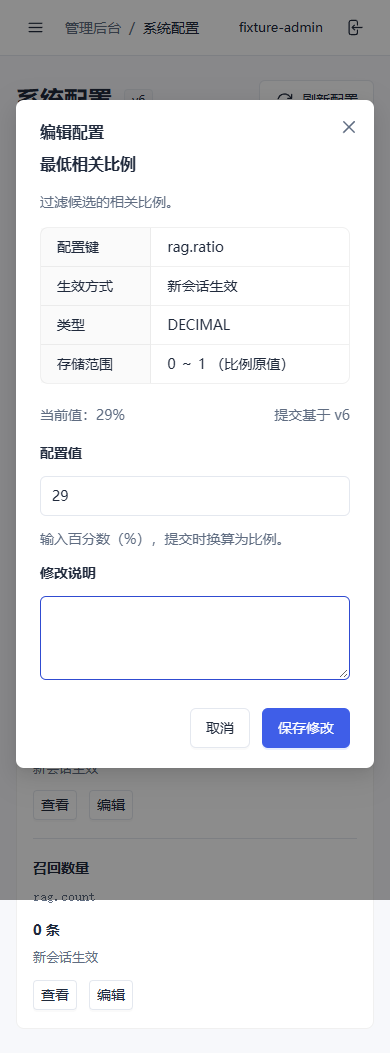 管理后台 / 系统配置
fixture-admin
系统配置 v6
刷新配置
编辑配置
最低相关比例
过滤候选的相关比例。
配置键 rag.ratio
生效方式 新会话生效
类型 DECIMAL
存储范围 0 ~ 1 （比例原值）
当前值：29%
提交基于 v6
配置值
29
输入百分数（%），提交时换算为比例。
修改说明
取消
保存修改
新会话生效
查看
编辑
召回数量
rag.count
0 条
新会话生效
查看
编辑